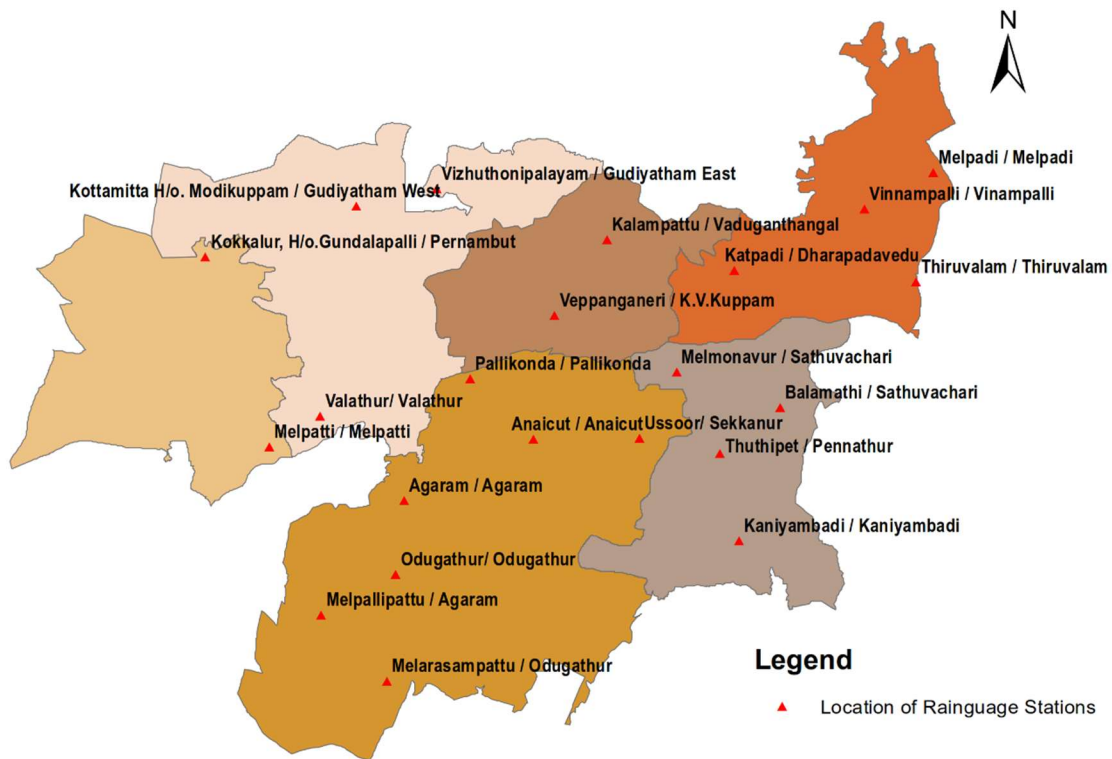 N
Melpadi / Melpadi
Vizhuthonipalayam / Gudiyatham East
Kottamitta H/o. Modikuppam / Gudiyatham West
Vinnampalli / Vinampalli
Kalampattu / Vaduganthangal
Kokkalur, H/o.Gundalapalli / Pernambut
Katpadi / Dharapadavedu
Thiruvalam / Thiruvalam
Veppanganeri / K.V.Kuppam
Melmonavur / Sathuvachari
Pallikonda / Pallikonda
Balamathi / Sathuvachari
Valathur/ Valathur
Anaicut / Anaicut
Ussoor/ Sekkanur
Melpatti / Melpatti
Thuthipet / Pennathur
Agaram / Agaram
Kaniyambadi / Kaniyambadi
Odugathur/ Odugathur
Melpallipattu / Agaram
Melarasampattu / Odugathur
Legend
Location of Rainguage Stations